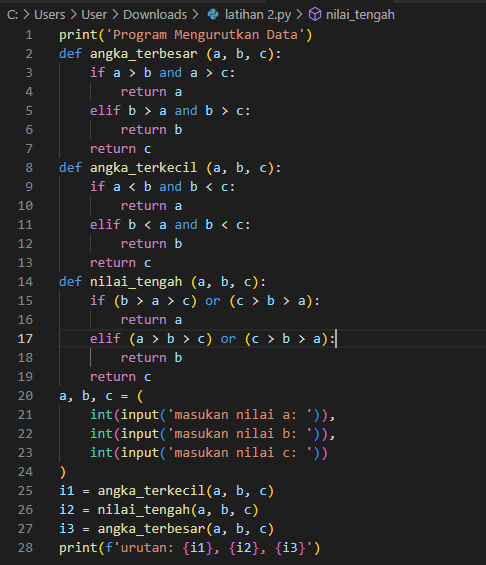 C: > Users > User > Downloads > latihan 2.py > nilai_tengah
1 print('Program Mengurutkan Data')
2 def angka_terbesar (a, b, c):
3     if a > b and a > c:
4         return a
5     elif b > a and b > c:
6         return b
7     return c
8 def angka_terkecil (a, b, c):
9     if a < b and b < c:
10         return a
11     elif b < a and b < c:
12         return b
13     return c
14 def nilai_tengah (a, b, c):
15     if (b > a > c) or (c > b > a):
16         return a
17     elif (a > b > c) or (c > b > a):
18         return b
19     return c
20 a, b, c = (
21     int(input('masukan nilai a: ')),
22     int(input('masukan nilai b: ')),
23     int(input('masukan nilai c: '))
24 )
25 i1 = angka_terkecil(a, b, c)
26 i2 = nilai_tengah(a, b, c)
27 i3 = angka_terbesar(a, b, c)
28 print(f'urutan: {i1}, {i2}, {i3}')